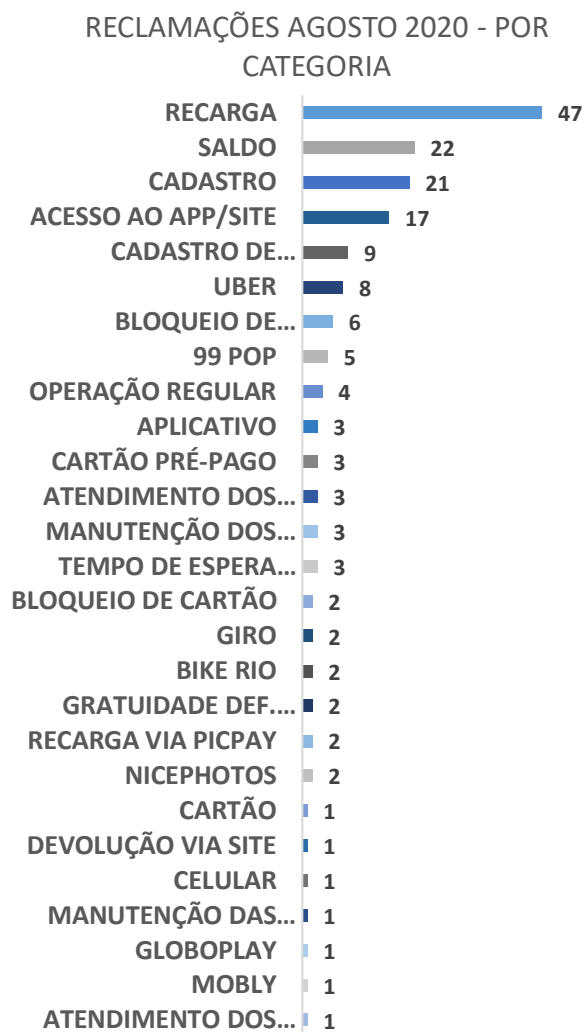 RECLAMAÇÕES AGOSTO 2020 - POR
CATEGORIA
RECARGA 47
SALDO 22
CADASTRO 21
ACESSO AO APP/SITE 17
CADASTRO DE... 9
UBER 8
BLOQUEIO DE... 6
99 POP 5
OPERAÇÃO REGULAR 4
APLICATIVO 3
CARTÃO PRÉ-PAGO 3
ATENDIMENTO DOS... 3
MANUTENÇÃO DOS... 3
TEMPO DE ESPERA... 3
BLOQUEIO DE CARTÃO 2
GIRO 2
BIKE RIO 2
GRATUIDADE DEF.... 2
RECARGA VIA PICPAY 2
NICEPHOTOS 2
CARTÃO 1
DEVOLUÇÃO VIA SITE 1
CELULAR 1
MANUTENÇÃO DAS... 1
GLOBOPLAY 1
MOBLY 1
ATENDIMENTO DOS... 1